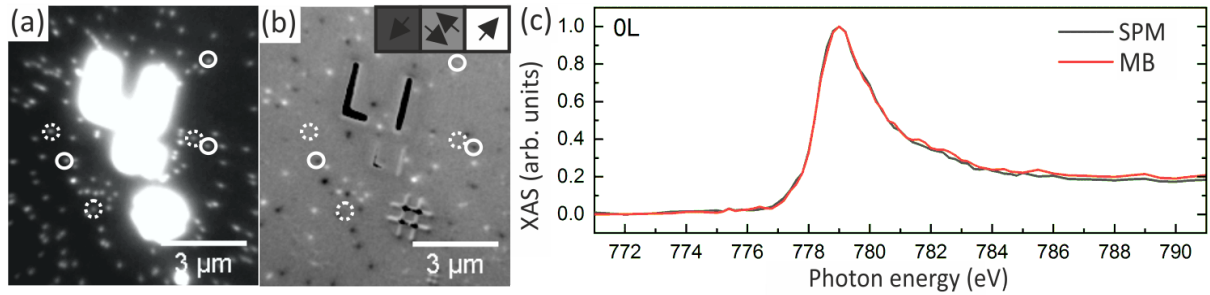 (a)
3 μm
(b)
3 μm
(c)
XAS (arb. units)
1.0
0.8
0.6
0.4
0.2
0.0
0L
SPM
MB
772 774 776 778 780 782 784 786 788 790
Photon energy (eV)